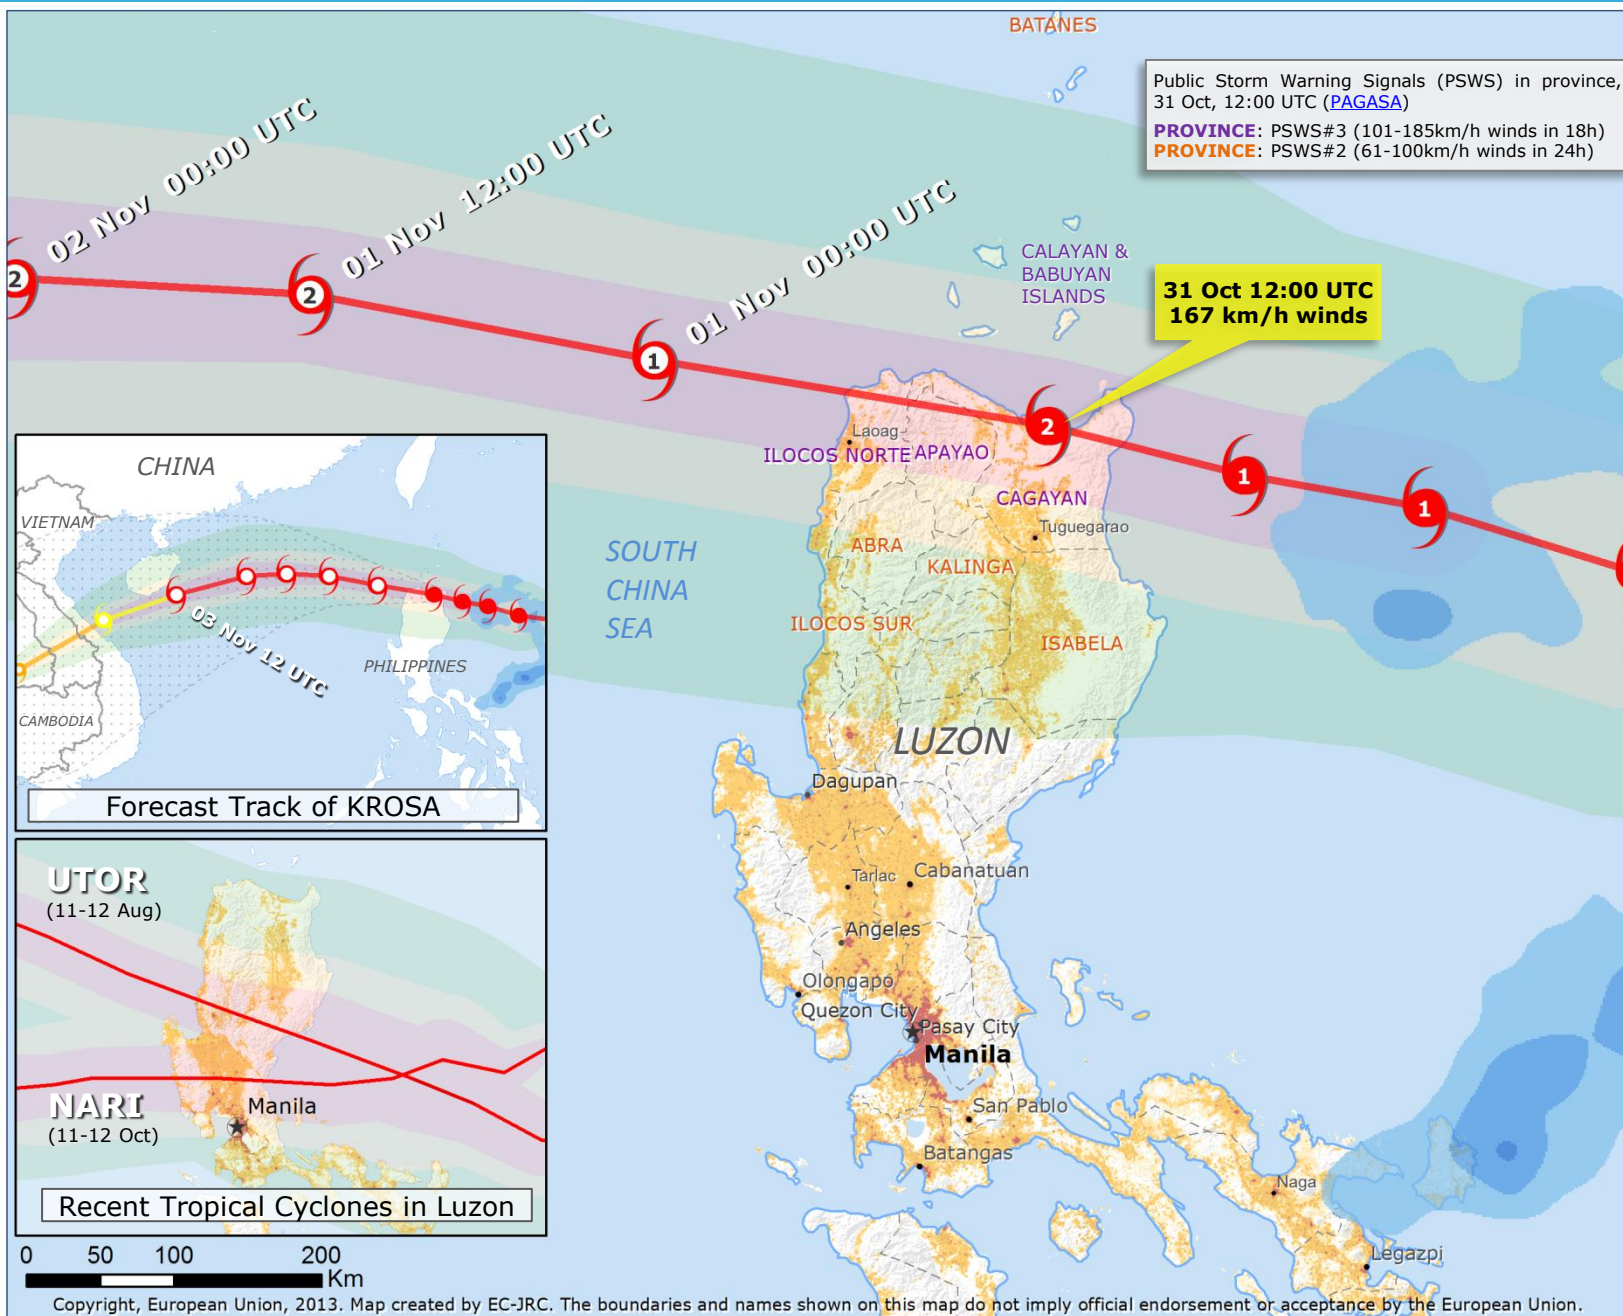 BATANES
Public Storm Warning Signals (PSWS) in province,
31 Oct, 12:00 UTC (PAGASA)
PROVINCE: PSWS#3 (101-185km/h winds in 18h)
PROVINCE: PSWS#2 (61-100km/h winds in 24h)
02 Nov 00:00 UTC
01 Nov 12:00 UTC
01 Nov 00:00 UTC
CALAYAN &
BABUYAN
ISLANDS
31 Oct 12:00 UTC
167 km/h winds
2
2
1
2
1
1
Laoag
ILOCOS NORTE
APAYAO
CAGAYAN
Tuguegarao
ABRA
KALINGA
ILOCOS SUR
ISABELA
SOUTH
CHINA
SEA
LUZON
Dagupan
Tarlac
Cabanatuan
Angeles
Olongapo
Quezon City
Pasay City
Manila
San Pablo
Batangas
Naga
Legazpi
CHINA
VIETNAM
03 Nov 12 UTC
PHILIPPINES
CAMBODIA
Forecast Track of KROSA
UTOR
(11-12 Aug)
NARI
(11-12 Oct)
Manila
Recent Tropical Cyclones in Luzon
0 50 100 200
Km
Copyright, European Union, 2013. Map created by EC-JRC. The boundaries and names shown on this map do not imply official endorsement or acceptance by the European Union.